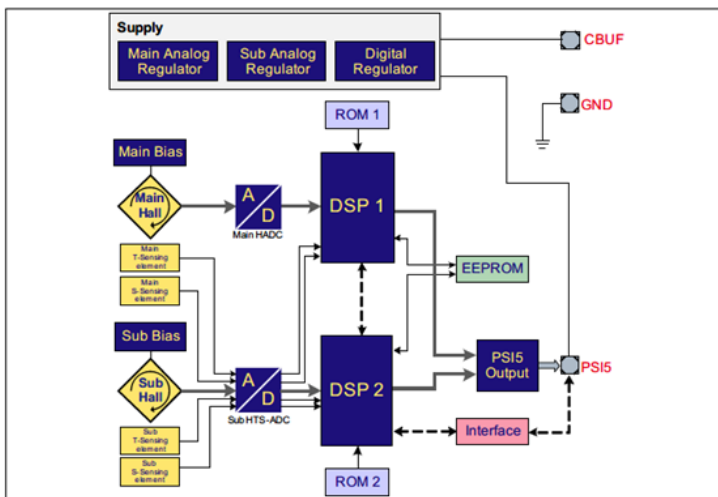 Supply
Main Analog
Regulator
Sub Analog
Regulator
Digital
Regulator
CBUF
GND
ROM 1
Main Bias
Main
Hall
A
D
Main HADC
DSP 1
Main
T-Sensing
element
Main
S-Sensing
element
EEPROM
Sub Bias
Sub
Hall
A
D
Sub HTS-ADC
DSP 2
PSI5
Output
PSI5
Sub
T-Sensing
element
Sub
S-Sensing
element
Interface
ROM 2